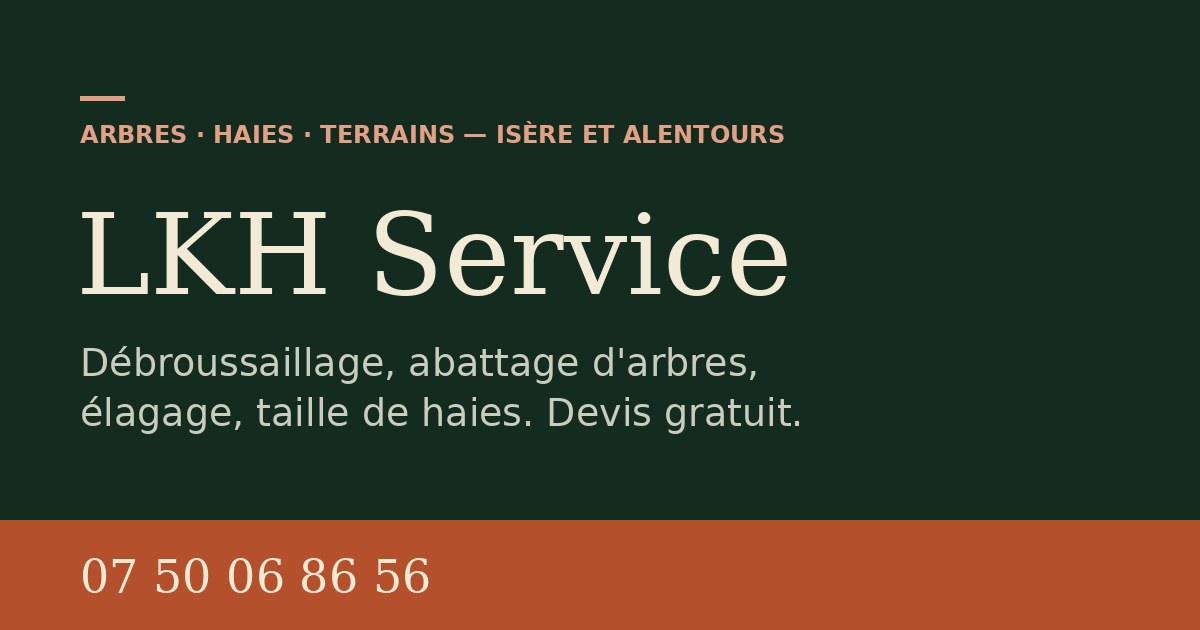 ARBRES · HAIES · TERRAINS — ISÈRE ET ALENTOURS
LKH Service
Débroussaillage, abattage d'arbres,
élagage, taille de haies. Devis gratuit.
07 50 06 86 56